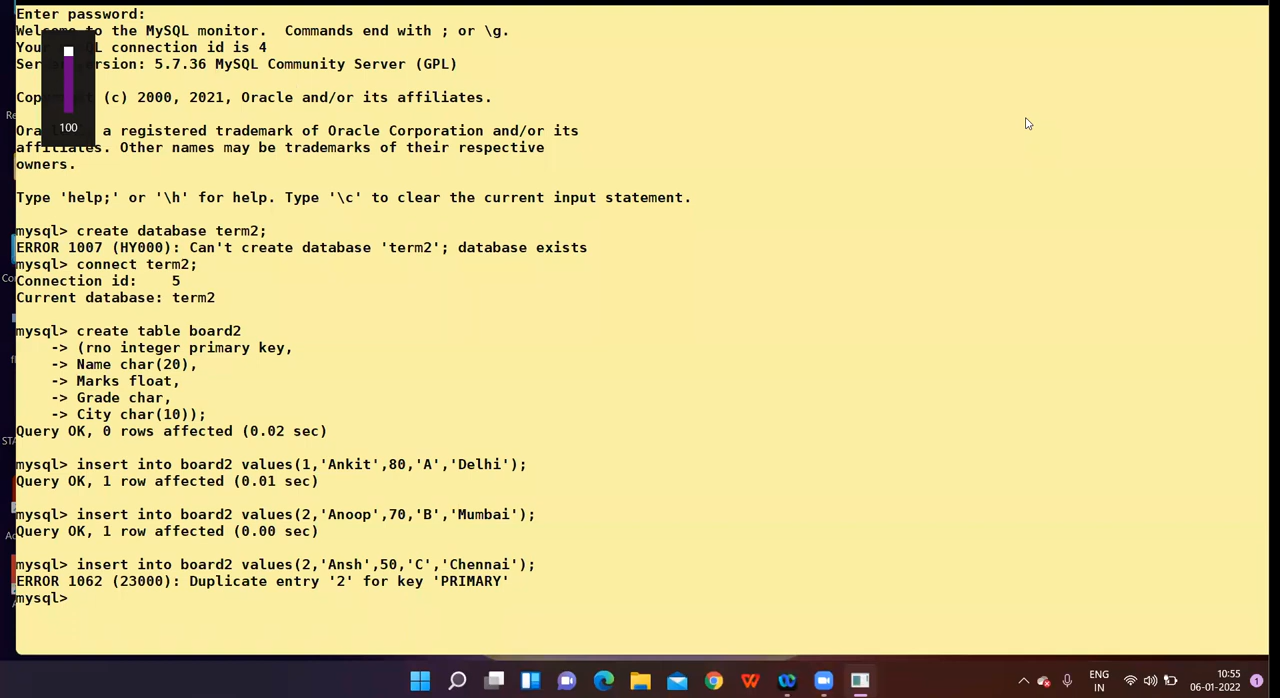 Enter password:
Welcome to the MySQL monitor.  Commands end with ; or \g.
Your connection id is 4
version: 5.7.36 MySQL Community Server (GPL)
(c) 2000, 2021, Oracle and/or its affiliates.
a registered trademark of Oracle Corporation and/or its
affiliates. Other names may be trademarks of their respective
owners.
Type 'help;' or '\h' for help. Type '\c' to clear the current input statement.
mysql> create database term2;
ERROR 1007 (HY000): Can't create database 'term2'; database exists
mysql> connect term2;
Connection id:    5
Current database: term2
mysql> create table board2
    -> (rno integer primary key,
    -> Name char(20),
    -> Marks float,
    -> Grade char,
    -> City char(10));
Query OK, 0 rows affected (0.02 sec)
mysql> insert into board2 values(1,'Ankit',80,'A','Delhi');
Query OK, 1 row affected (0.01 sec)
mysql> insert into board2 values(2,'Anoop',70,'B','Mumbai');
Query OK, 1 row affected (0.00 sec)
mysql> insert into board2 values(2,'Ansh',50,'C','Chennai');
ERROR 1062 (23000): Duplicate entry '2' for key 'PRIMARY'
mysql>
100
ENG
IN
10:55
06-01-2022
1